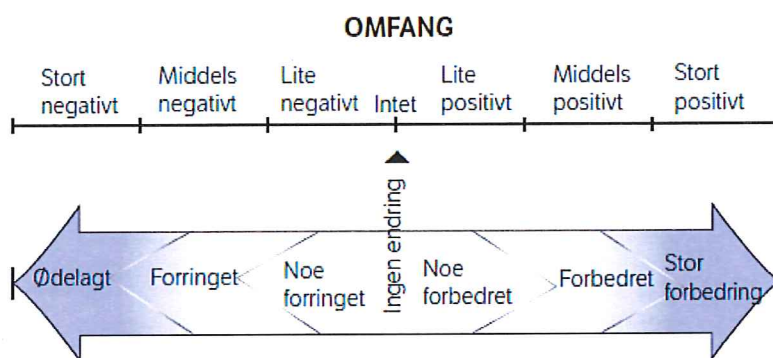 OMFANG
Stort negativt
Middels negativt
Lite negativt
Intet
Lite positivt
Middels positivt
Stort positivt
Ødelagt
Forringet
Noe forringet
Ingen endring
Noe forbedret
Forbedret
Stor forbedring